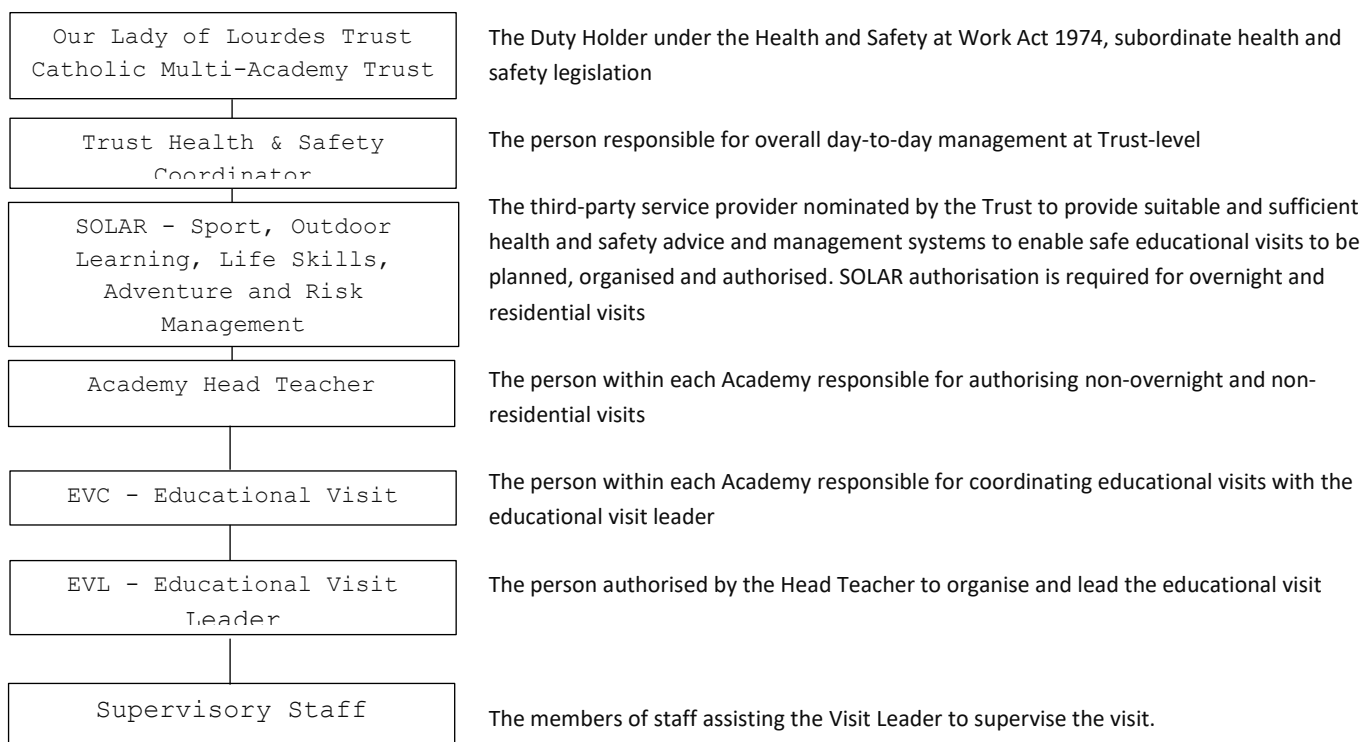 Our Lady of Lourdes Trust
Catholic Multi-Academy Trust
The Duty Holder under the Health and Safety at Work Act 1974, subordinate health and
safety legislation
Trust Health & Safety
Coordinator
The person responsible for overall day-to-day management at Trust-level
SOLAR - Sport, Outdoor
Learning, Life Skills,
Adventure and Risk
Management
The third-party service provider nominated by the Trust to provide suitable and sufficient
health and safety advice and management systems to enable safe educational visits to be
planned, organised and authorised. SOLAR authorisation is required for overnight and
residential visits
Academy Head Teacher
The person within each Academy responsible for authorising non-overnight and non-
residential visits
EVC - Educational Visit
The person within each Academy responsible for coordinating educational visits with the
educational visit leader
EVL - Educational Visit
Leader
The person authorised by the Head Teacher to organise and lead the educational visit
Supervisory Staff
The members of staff assisting the Visit Leader to supervise the visit.